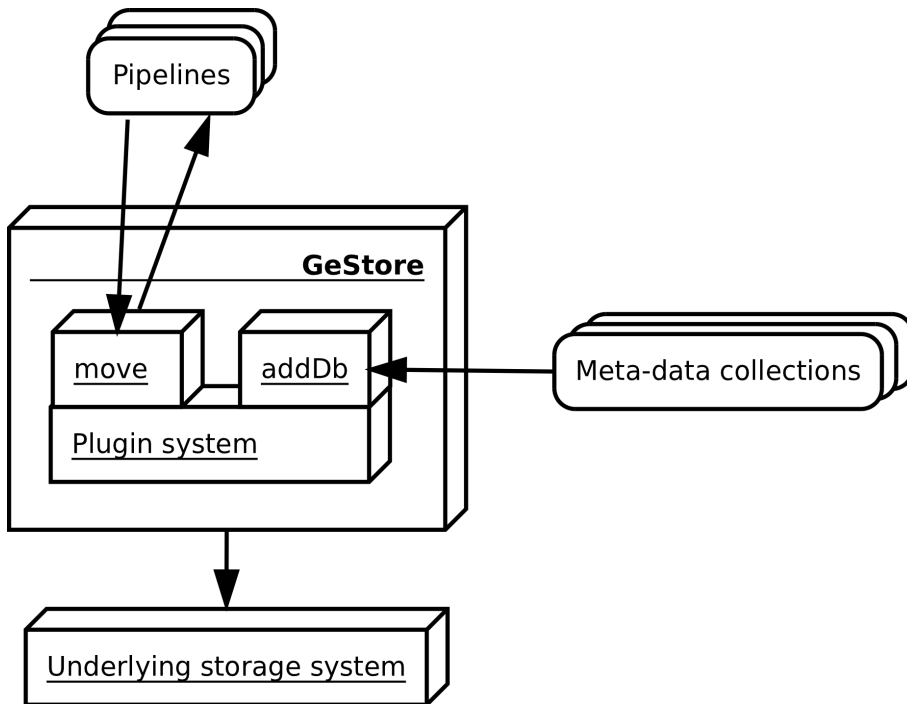 Pipelines
GeStore
move
addDb
Meta-data collections
Plugin system
Underlying storage system